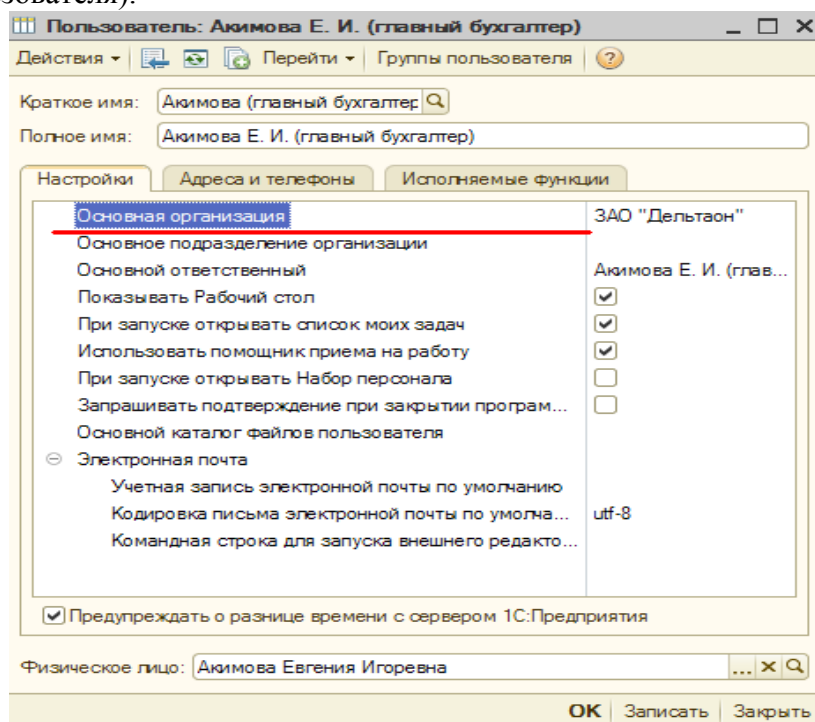 зователя).
Пользователь: Акимова Е. И. (главный бухгалтер)
Действия Перейти Группы пользователя ?
Краткое имя: Акимова (главный бухгалтер
Полное имя: Акимова Е. И. (главный бухгалтер)
Настройки Адреса и телефоны Исполняемые функции
Основная организация ЗАО "Дельтаон"
Основное подразделение организации
Основной ответственный Акимова Е. И. (глав...
Показывать Рабочий стол
При запуске открывать список моих задач
Использовать помощник приема на работу
При запуске открывать Набор персонала
Запрашивать подтверждение при закрытии програм...
Основной каталог файлов пользователя
Электронная почта
Учетная запись электронной почты по умолчанию
Кодировка письма электронной почты по умолча... utf-8
Командная строка для запуска внешнего редакто...
Предупреждать о разнице времени с сервером 1С:Предприятия
Физическое лицо: Акимова Евгения Игоревна ...
OK Записать Закрыть